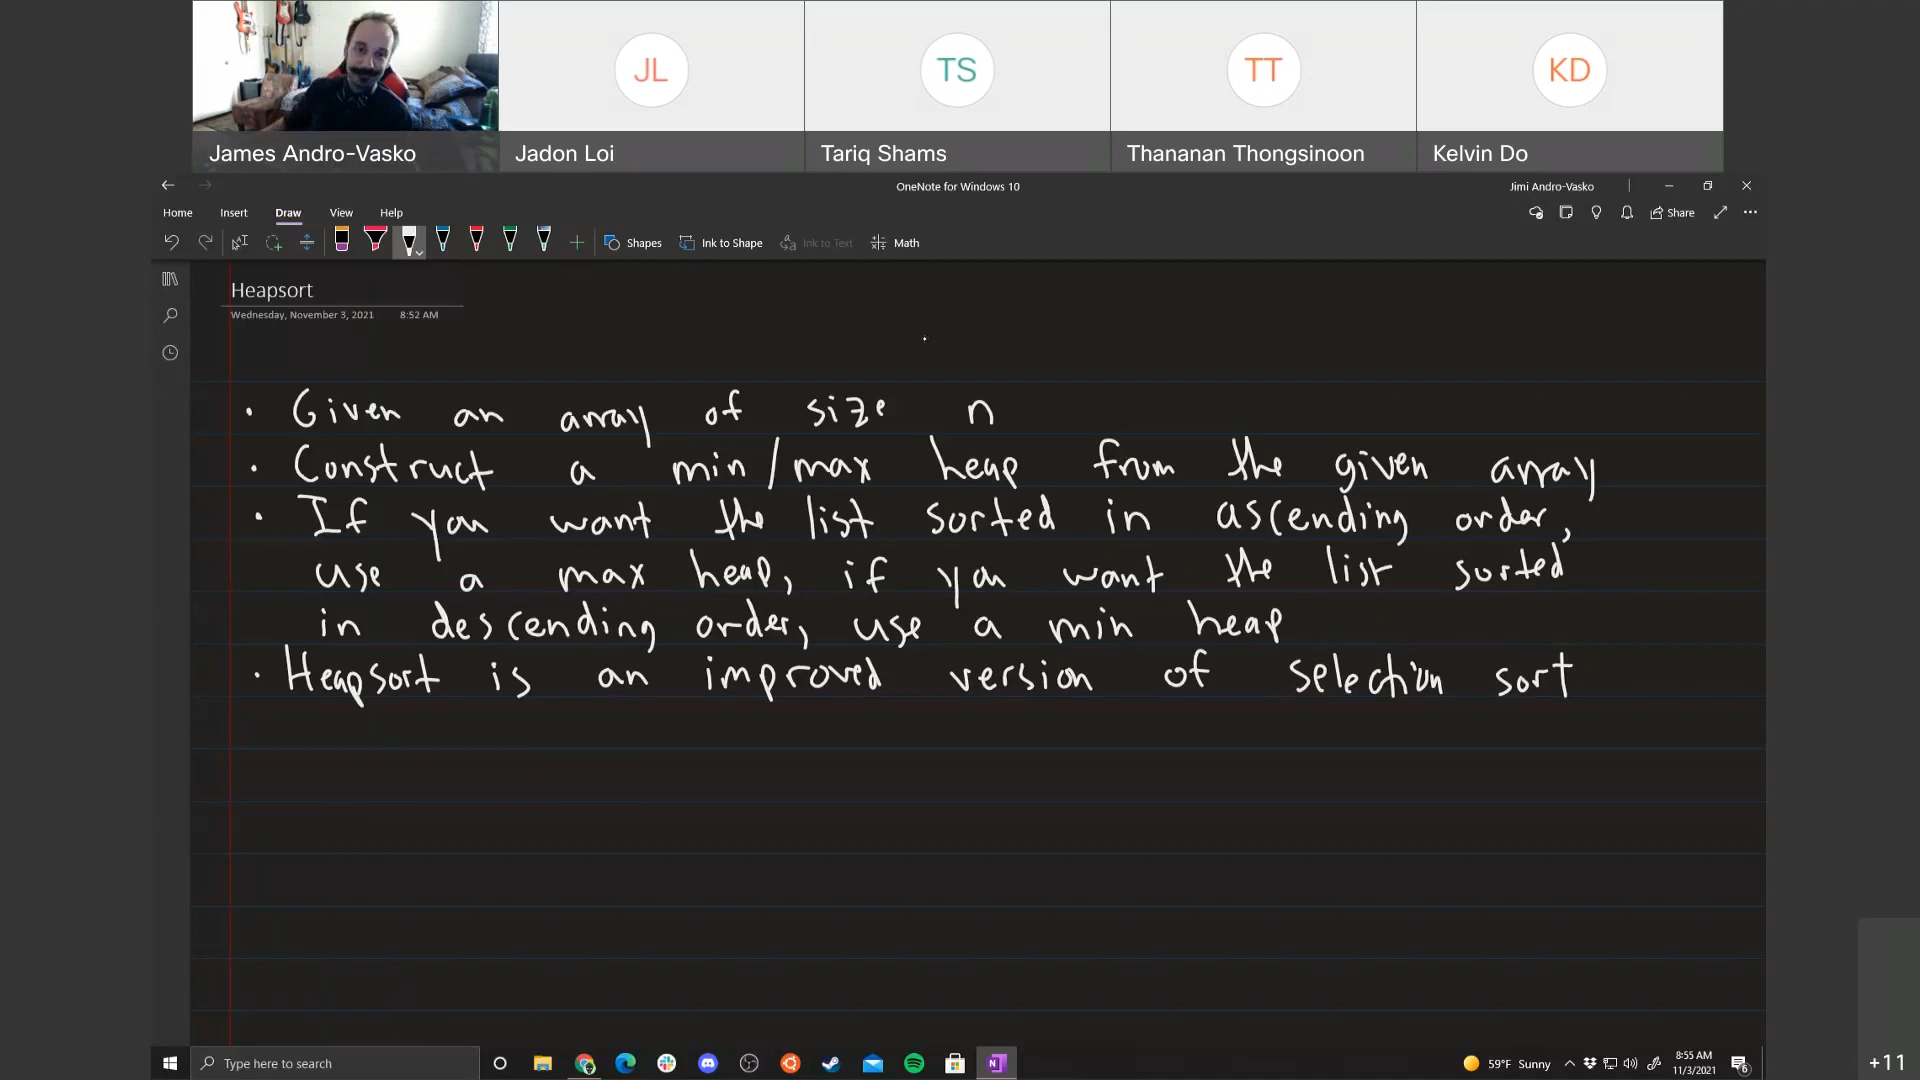 JL
TS
TT
KD
James Andro-Vasko
Jadon Loi
Tariq Shams
Thananan Thongsinoon
Kelvin Do
OneNote for Windows 10
Jimi Andro-Vasko
Home Insert Draw View Help
Share
Shapes
Ink to Shape
Ink to Text
Math
Heapsort
Wednesday, November 3, 2021 8:52 AM
• Given an array of size n
• Construct a min/max heap from the given array
• If you want the list sorted in ascending order,
use a max heap, if you want the list sorted
in descending order, use a min heap
• Heapsort is an improved version of selection sort
Type here to search
59°F Sunny
8:55 AM
11/3/2021
6
+11